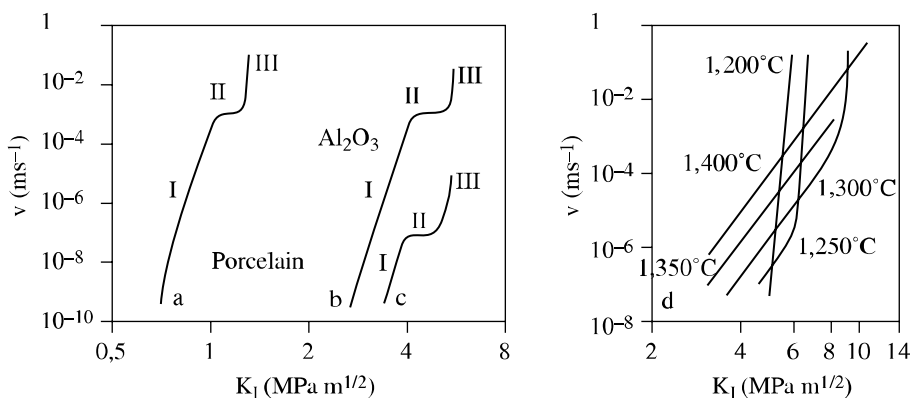 1
10⁻²
10⁻⁴
10⁻⁶
10⁻⁸
10⁻¹⁰
v (ms⁻¹)
III
II
I
a
Porcelain
Al₂O₃
III
II
I
b
III
II
I
c
0,5 1 2 4 8
K_I (MPa m^1/2)
1
10⁻²
10⁻⁴
10⁻⁶
10⁻⁸
v (ms⁻¹)
1,200°C
1,400°C
1,300°C
1,250°C
1,350°C
d
2 4 6 8 10 14
K_I (MPa m^1/2)